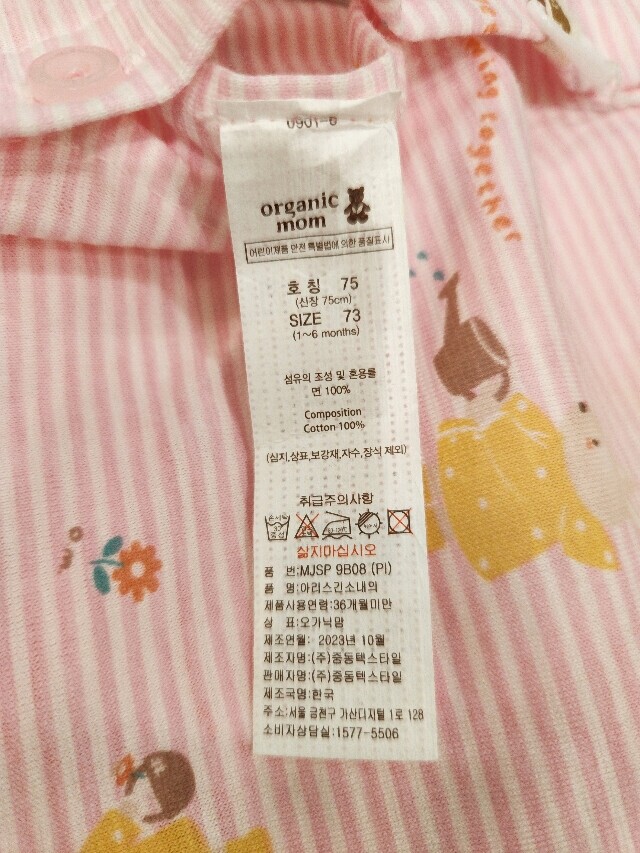 0901-6
organic
mom
어린이제품 안전 특별법에 의한 품질표시
호 칭 75
(신장 75cm)
SIZE 73
(1~6 months)
섬유의 조성 및 혼용률
면 100%
Composition
Cotton 100%
(심지,상표,보강재,자수,장식 제외)
취급주의사항
삶지마십시오
품 번:MJSP 9B08 (PI)
품 명:아리스긴소내의
제품사용연령:36개월미만
상 표:오가닉맘
제조연월: 2023년 10월
제조자명:(주)중동텍스타일
판매자명:(주)중동텍스타일
제조국명:한국
주소:서울 금천구 가산디지털 1로 128
소비자상담실:1577-5506
together